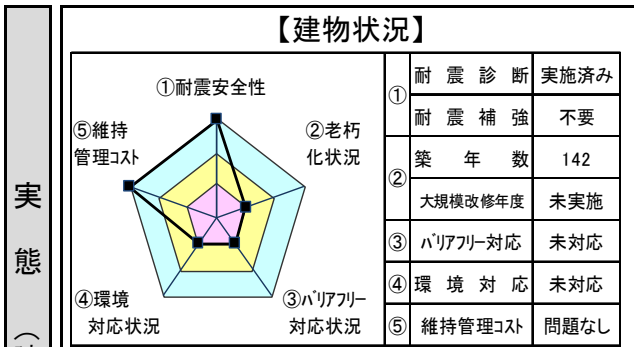 【建物状況】
①耐震安全性
②老朽
化状況
③バリアフリー
対応状況
④環境
対応状況
⑤維持
管理コスト
① 耐震診断 実施済み
耐震補強 不要
② 築年数 142
大規模改修年度 未実施
③ バリアフリー対応 未対応
④ 環境対応 未対応
⑤ 維持管理コスト 問題なし
実態（